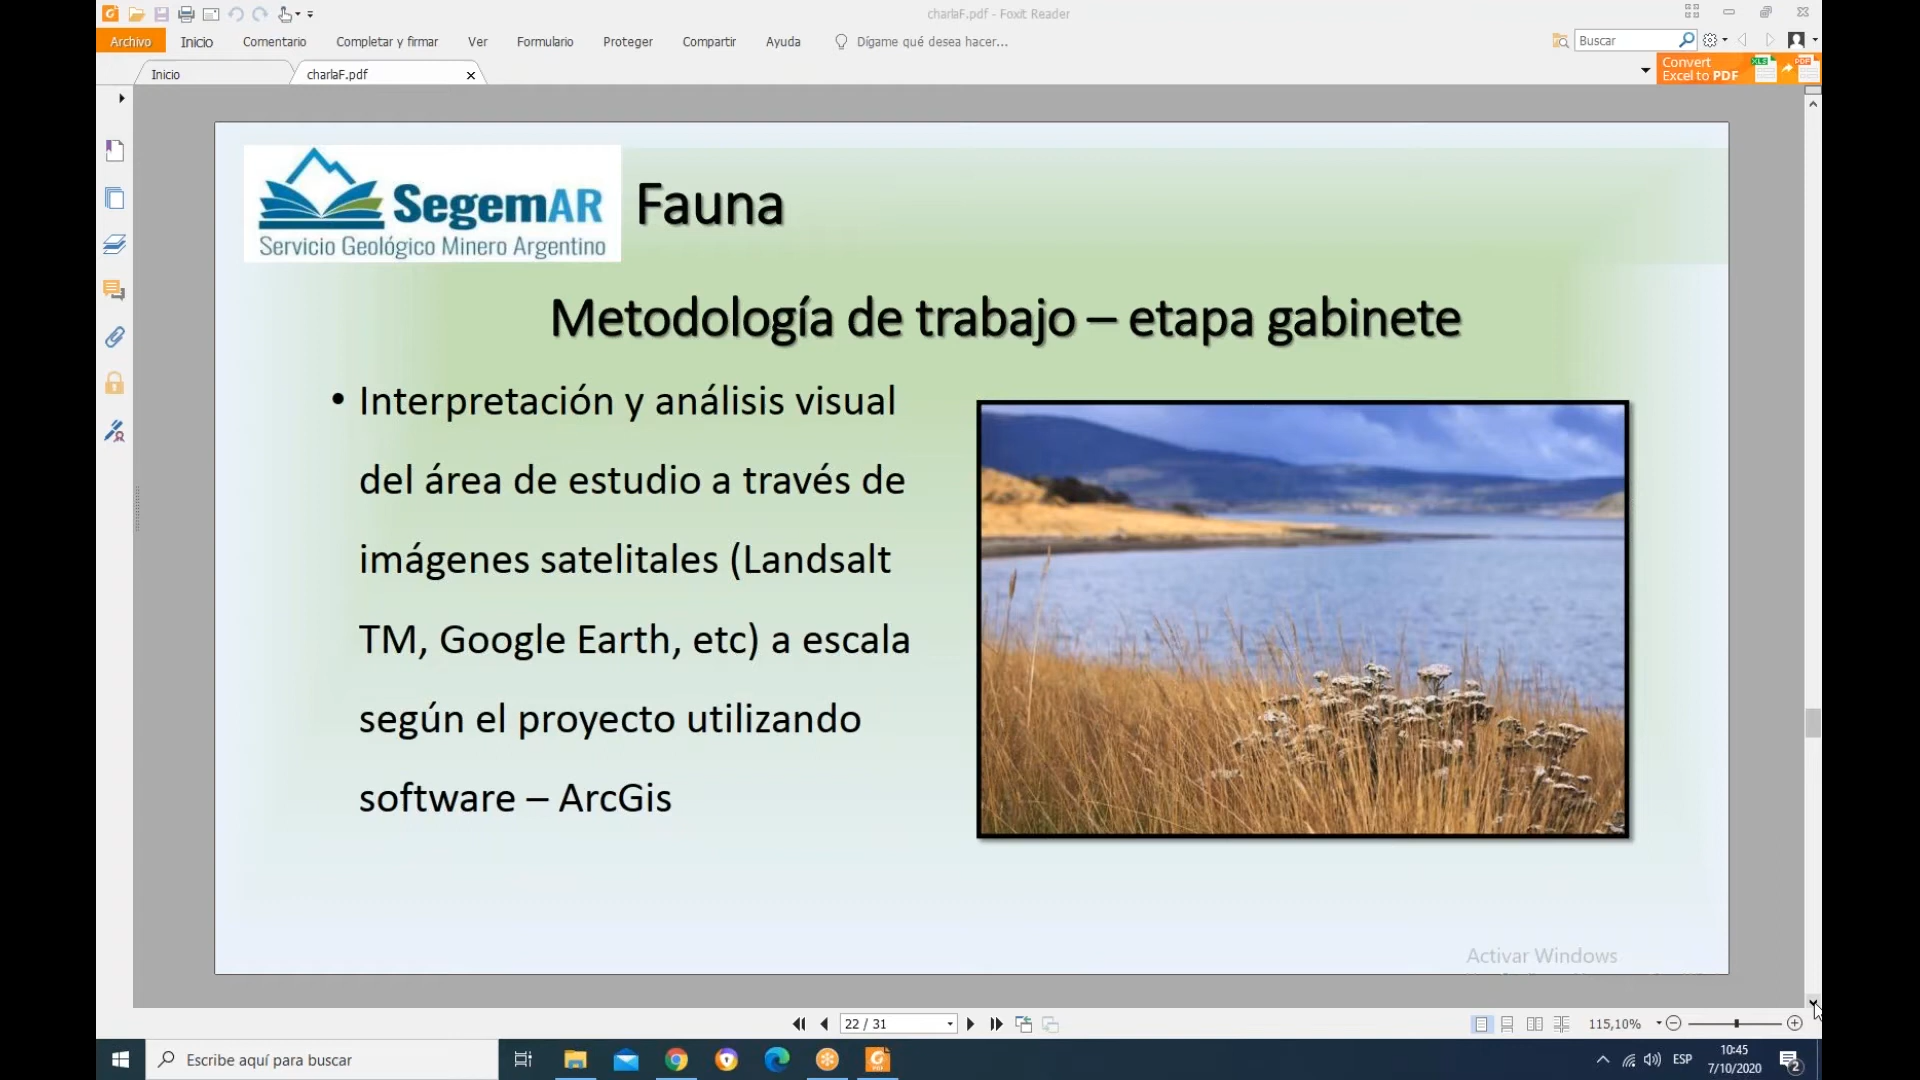 charlaF.pdf - Foxit Reader
Archivo Inicio Comentario Completar y firmar Ver Formulario Proteger Compartir Ayuda Dígame qué desea hacer... Buscar
Inicio charlaF.pdf
Convert
Excel to PDF
SegemAR
Servicio Geológico Minero Argentino
Fauna
Metodología de trabajo – etapa gabinete
• Interpretación y análisis visual
del área de estudio a través de
imágenes satelitales (Landsalt
TM, Google Earth, etc) a escala
según el proyecto utilizando
software – ArcGis
Activar Windows
22 / 31
115,10%
Escribe aquí para buscar
ESP
10:45
7/10/2020
2